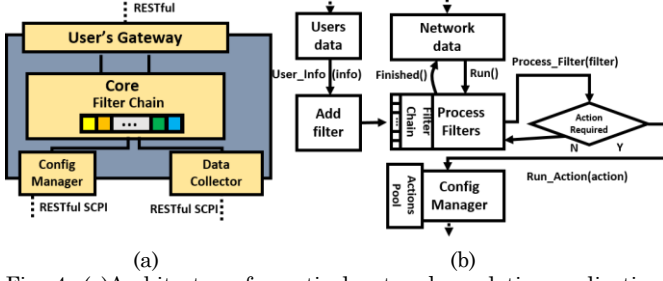 RESTful
User's Gateway
Core
Filter Chain
...
Config
Manager
Data
Collector
RESTful SCPI
RESTful SCPI
(a)
Users
data
User_Info (info)
Add
filter
Network
data
Finished()
Run()
Filter
Chain
Process
Filters
Process_Filter(filter)
Action
Required
N
Y
Run_Action(action)
Actions
Pool
Config
Manager
(b)